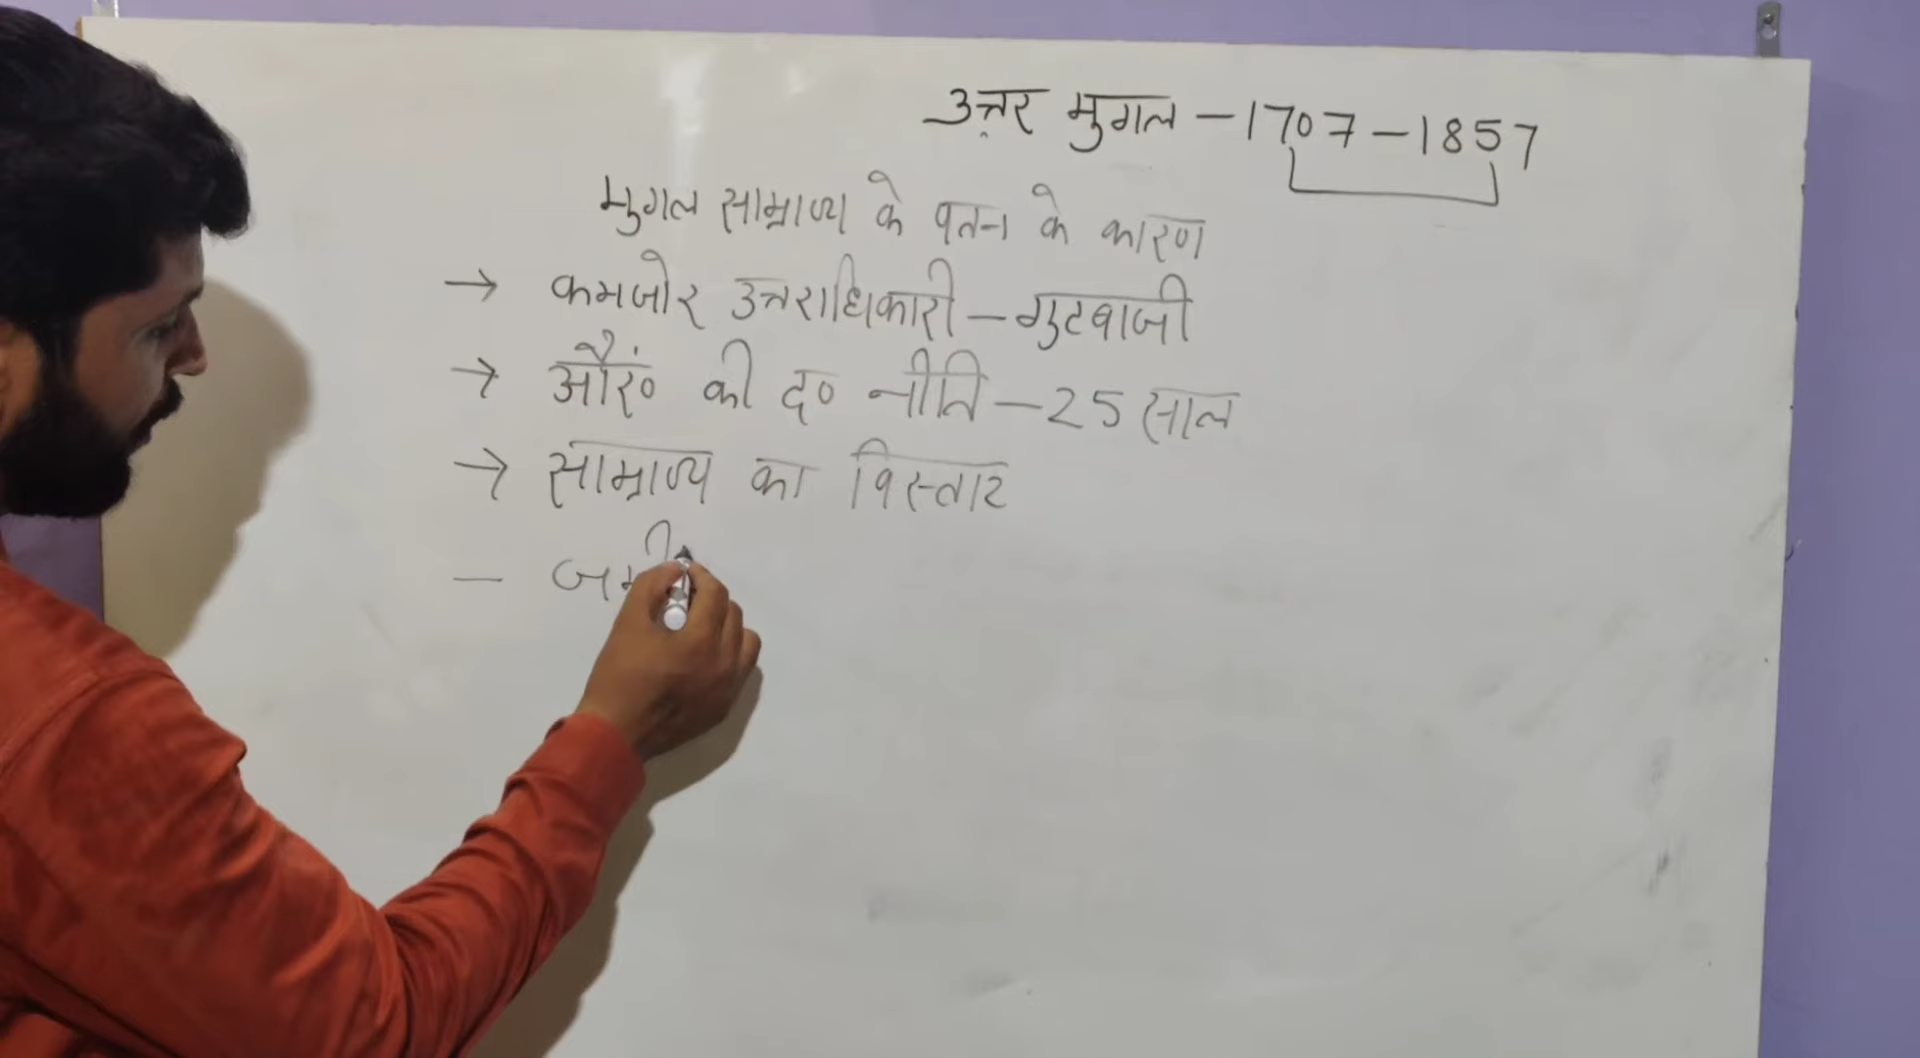 उत्तर मुगल – 1707 – 1857
मुगल साम्राज्य के पतन के कारण
→ कमजोर उत्तराधिकारी – गुटबाजी
→ औरं० की द० नीति – 25 साल
→ साम्राज्य का विस्तार
–